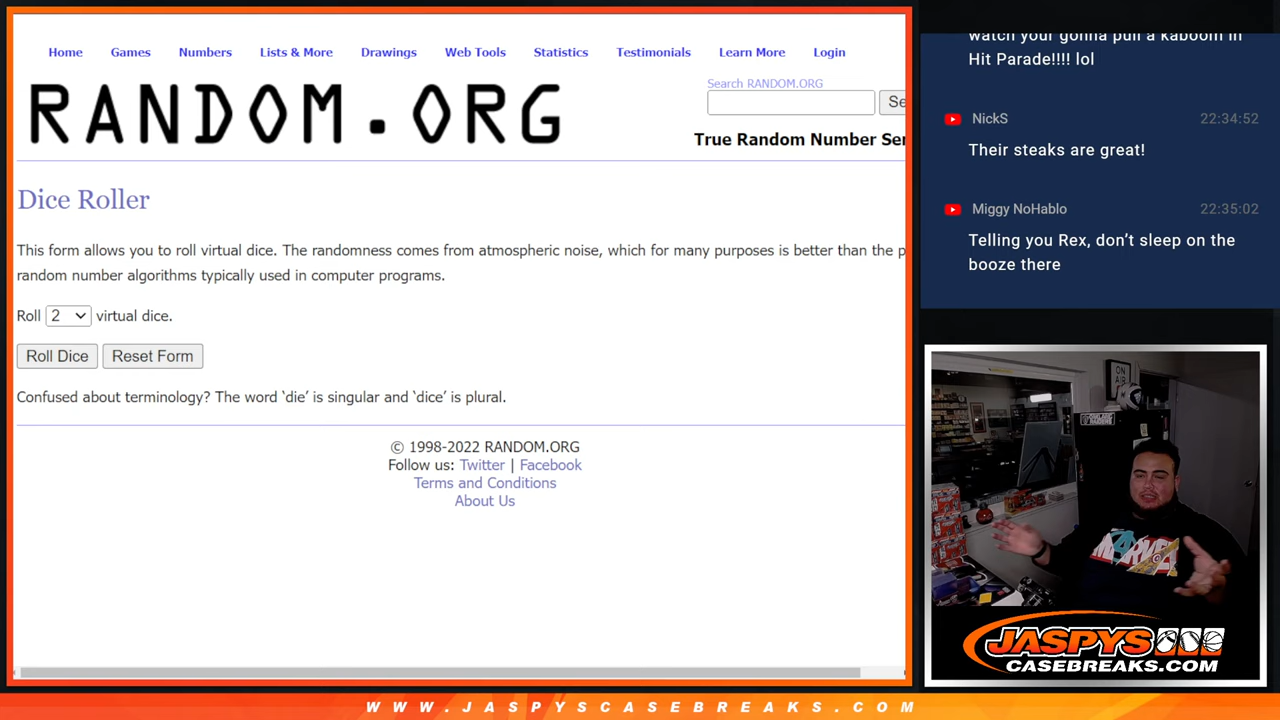 Home Games Numbers Lists & More Drawings Web Tools Statistics Testimonials Learn More Login
RANDOM.ORG
Search RANDOM.ORG
Se
True Random Number Ser
Dice Roller
This form allows you to roll virtual dice. The randomness comes from atmospheric noise, which for many purposes is better than the p
random number algorithms typically used in computer programs.
Roll 2 virtual dice.
Roll Dice Reset Form
Confused about terminology? The word ‘die’ is singular and ‘dice’ is plural.
© 1998-2022 RANDOM.ORG
Follow us: Twitter | Facebook
Terms and Conditions
About Us
watch your gonna pull a kaboom in
Hit Parade!!!! lol
NickS 22:34:52
Their steaks are great!
Miggy NoHablo 22:35:02
Telling you Rex, don’t sleep on the
booze there
ON
AIR
MARVEL
JASPYS
CASEBREAKS.COM
WWW.JASPYSCASEBREAKS.COM